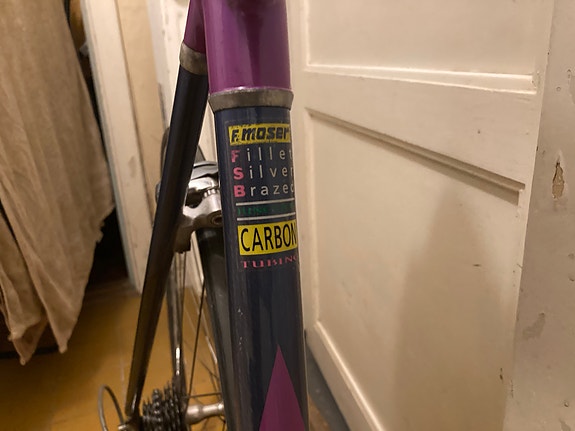 F. moser
Fillet
Silver
Brazed
CARBON
TUBING